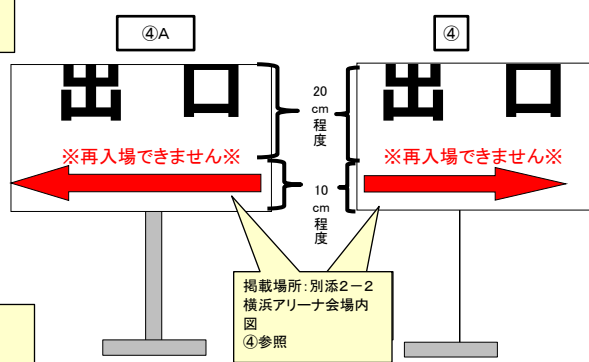 ④A
④
出　口
出　口
※再入場できません※
※再入場できません※
20
cm
程
度
10
cm
程
度
掲載場所：別添２－２
横浜アリーナ会場内
図
④参照